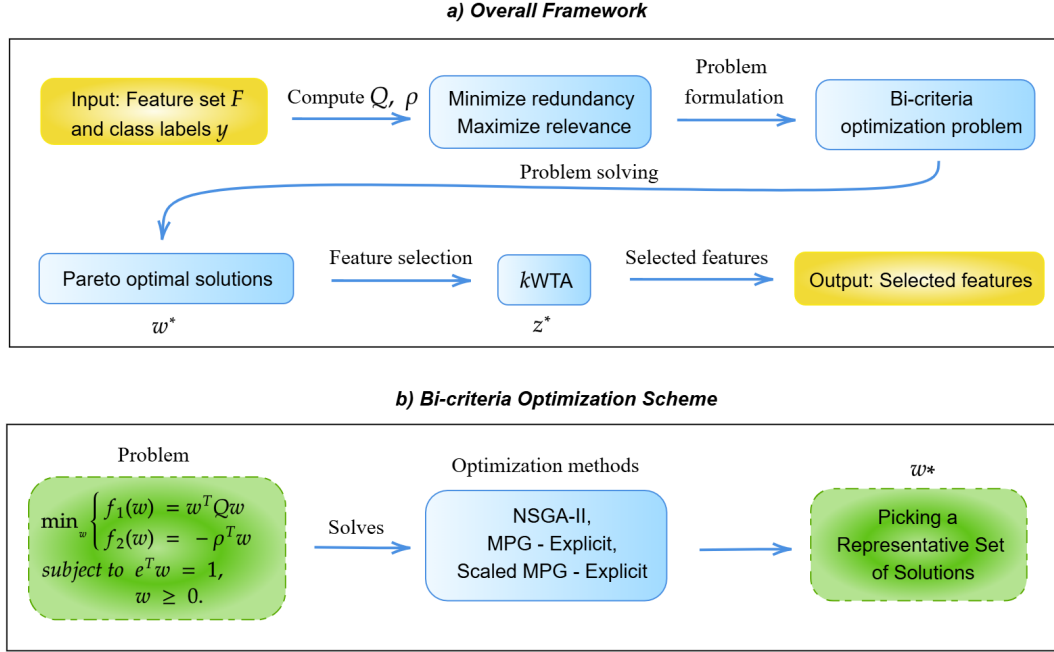 a) Overall Framework
Input: Feature set F
and class labels y
Compute Q, ρ
Minimize redundancy
Maximize relevance
Problem
formulation
Bi-criteria
optimization problem
Problem solving
Pareto optimal solutions
w*
Feature selection
kWTA
z*
Selected features
Output: Selected features
b) Bi-criteria Optimization Scheme
Problem
min_w { f₁(w) = wᵀQw
f₂(w) = −ρᵀw
subject to eᵀw = 1,
w ≥ 0.
Solves
Optimization methods
NSGA-II,
MPG - Explicit,
Scaled MPG - Explicit
w*
Picking a
Representative Set
of Solutions